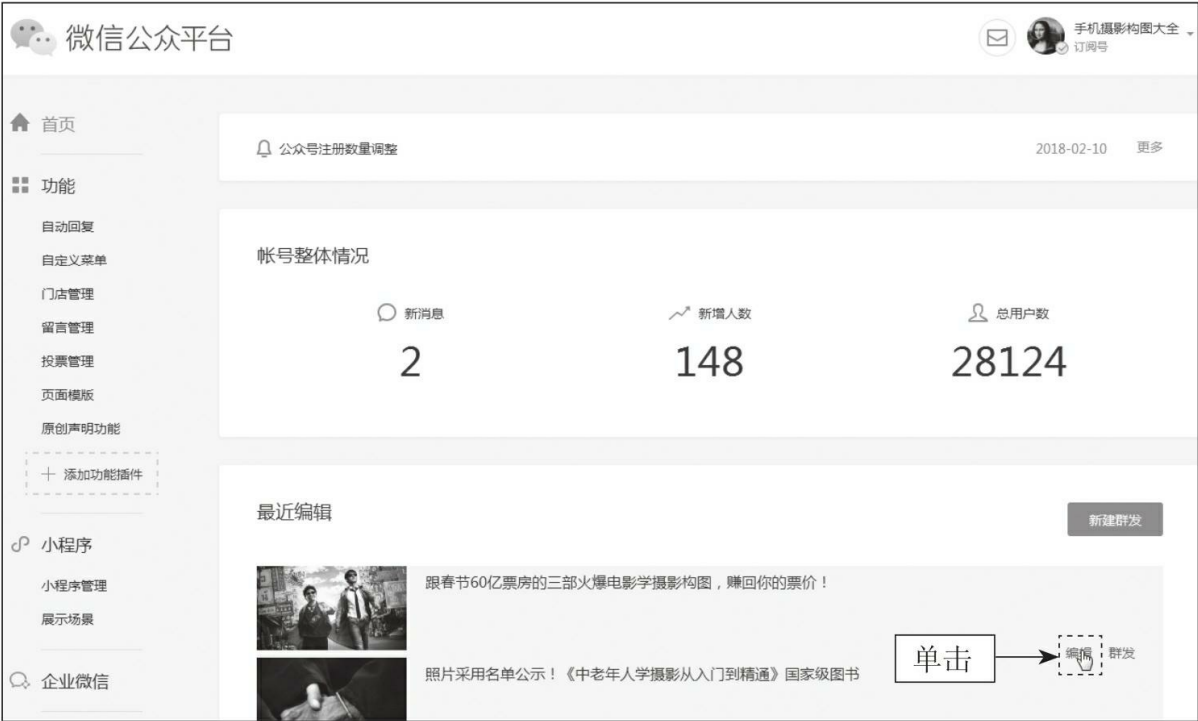 微信公众平台
手机摄影构图大全
订阅号
首页
公众号注册数量调整
2018-02-10
更多
功能
自动回复
自定义菜单
门店管理
留言管理
投票管理
页面模版
原创声明功能
添加功能插件
帐号整体情况
新消息
新增人数
总用户数
2
148
28124
最近编辑
新建群发
小程序
小程序管理
展示场景
企业微信
跟春节60亿票房的三部火爆电影学摄影构图，赚回你的票价！
照片采用名单公示！《中老年人学摄影从入门到精通》国家级图书
单击
编辑
群发